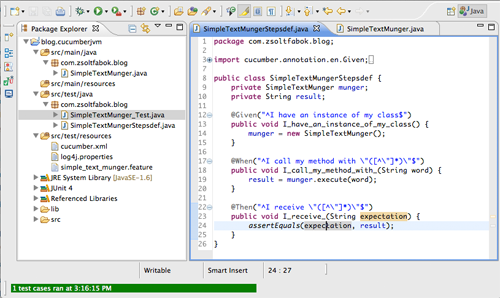 Java
Package Explorer
blog.cucumberjvm
src/main/java
com.zsoltfabok.blog
SimpleTextMunger.java
src/main/resources
src/test/java
com.zsoltfabok.blog
SimpleTextMunger_Test.java
SimpleTextMungerStepsdef.java
src/test/resources
cucumber.xml
log4j.properties
simple_text_munger.feature
JRE System Library [JavaSE-1.6]
JUnit 4
Referenced Libraries
lib
src
SimpleTextMungerStepsdef.java
SimpleTextMunger.java
1 package com.zsoltfabok.blog;
2
3 import cucumber.annotation.en.Given;
7
8 public class SimpleTextMungerStepsdef {
9 private SimpleTextMunger munger;
10 private String result;
11
12 @Given("^I have an instance of my class$")
13 public void I_have_an_instance_of_my_class() {
14 munger = new SimpleTextMunger();
15 }
16
17 @When("^I call my method with \"([^\"]*)\"$")
18 public void I_call_my_method_with_(String word) {
19 result = munger.execute(word);
20 }
21
22 @Then("^I receive \"([^\"]*)\"$")
23 public void I_receive_(String expectation) {
24 assertEquals(expectation, result);
25 }
26 }
Writable
Smart Insert
24 : 27
1 test cases ran at 3:16:15 PM